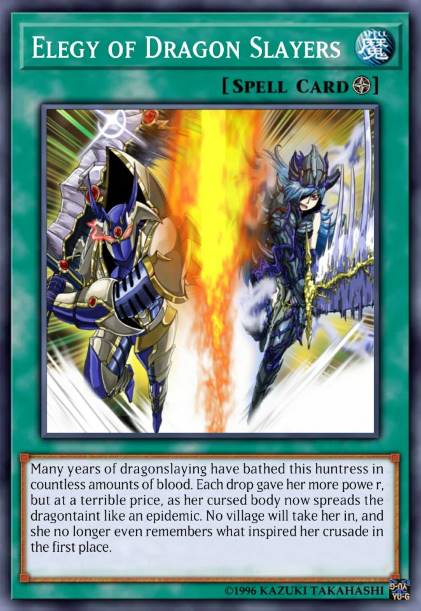 Elegy of Dragon Slayers
魔
[Spell Card]
Many years of dragonslaying have bathed this huntress in
countless amounts of blood. Each drop gave her more powe r,
but at a terrible price, as her cursed body now spreads the
dragontaint like an epidemic. No village will take her in, and
she no longer even remembers what inspired her crusade in
the first place.
©1996 KAZUKI TAKAHASHI